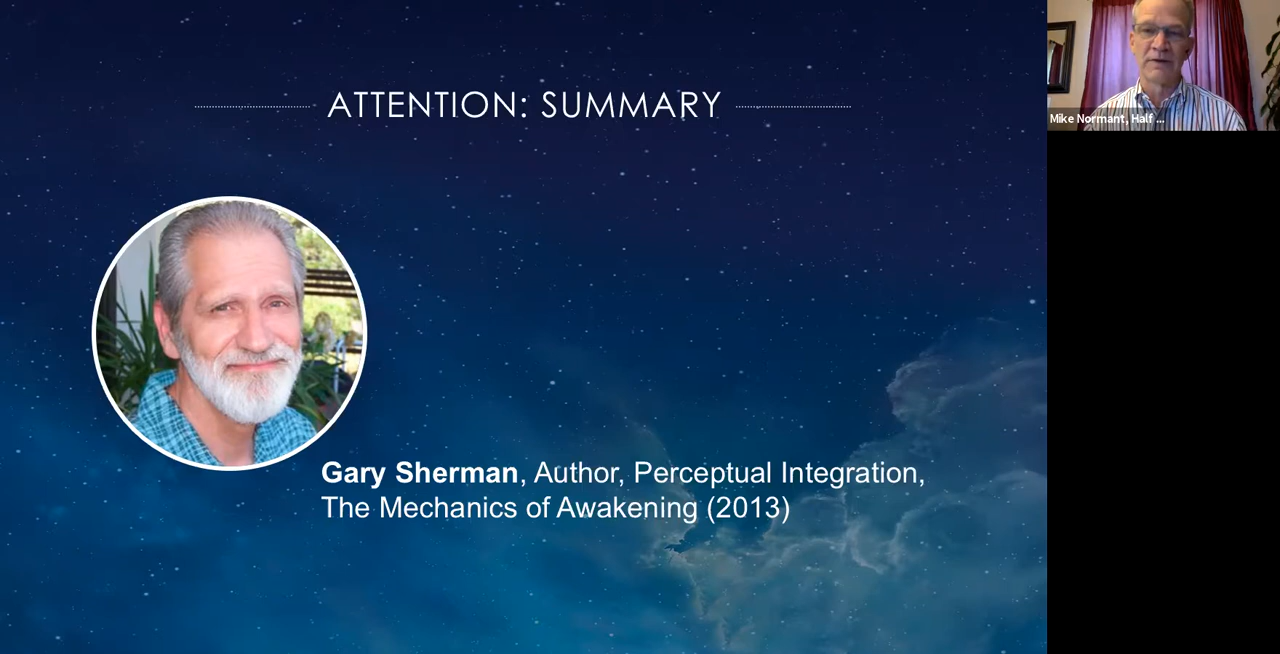 ATTENTION: SUMMARY
Gary Sherman, Author, Perceptual Integration,
The Mechanics of Awakening (2013)
Mike Normant, Half ...